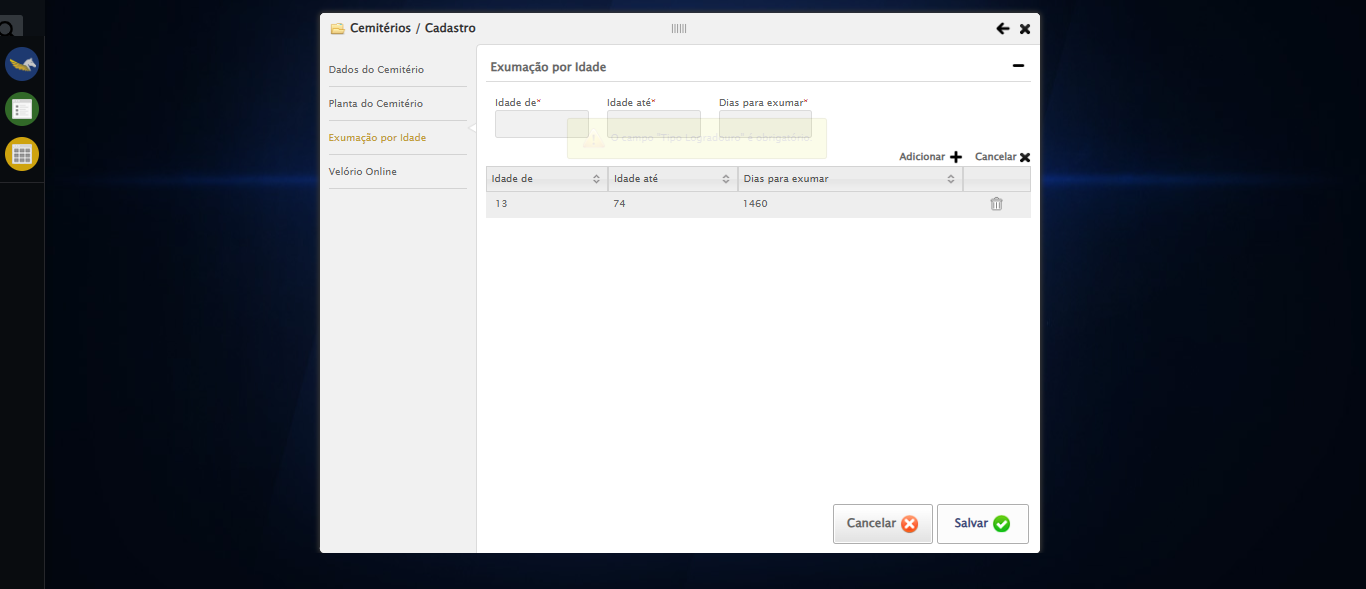 Cemitérios / Cadastro
Dados do Cemitério
Planta do Cemitério
Exumação por Idade
Velório Online
Exumação por Idade
Idade de* Idade até* Dias para exumar*
O campo "Tipo Logradouro" é obrigatório.
Adicionar Cancelar
Idade de Idade até Dias para exumar
13 74 1460
Cancelar Salvar